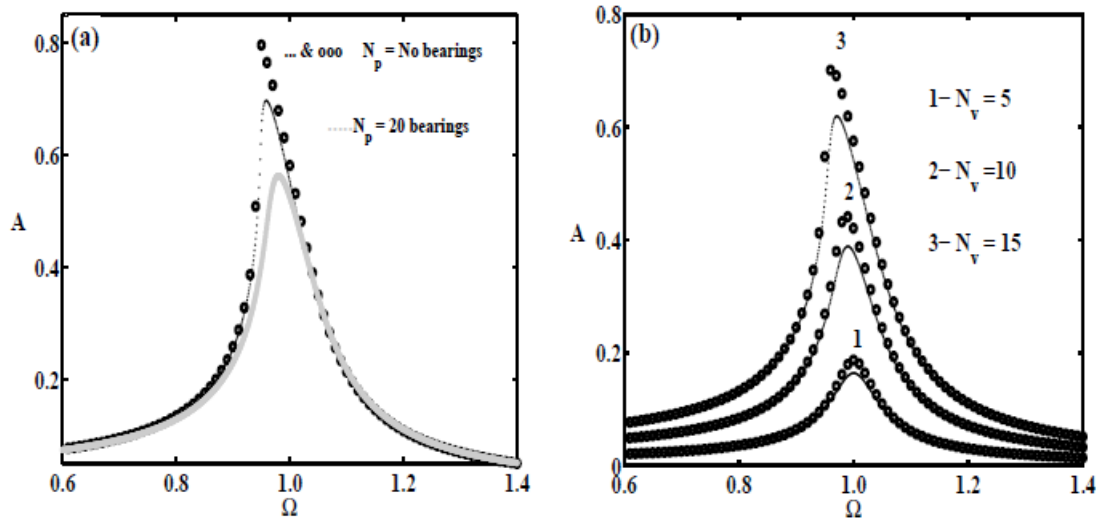 (a)
... & ooo N_p = No bearings
N_p = 20 bearings
0.8
0.6
0.4
0.2
A
0.6
0.8
1.0
1.2
1.4
Ω
(b)
3
2
1
1– N_v = 5
2– N_v =10
3– N_v = 15
0.8
0.6
0.4
0.2
0
A
0.6
0.8
1.0
1.2
1.4
Ω